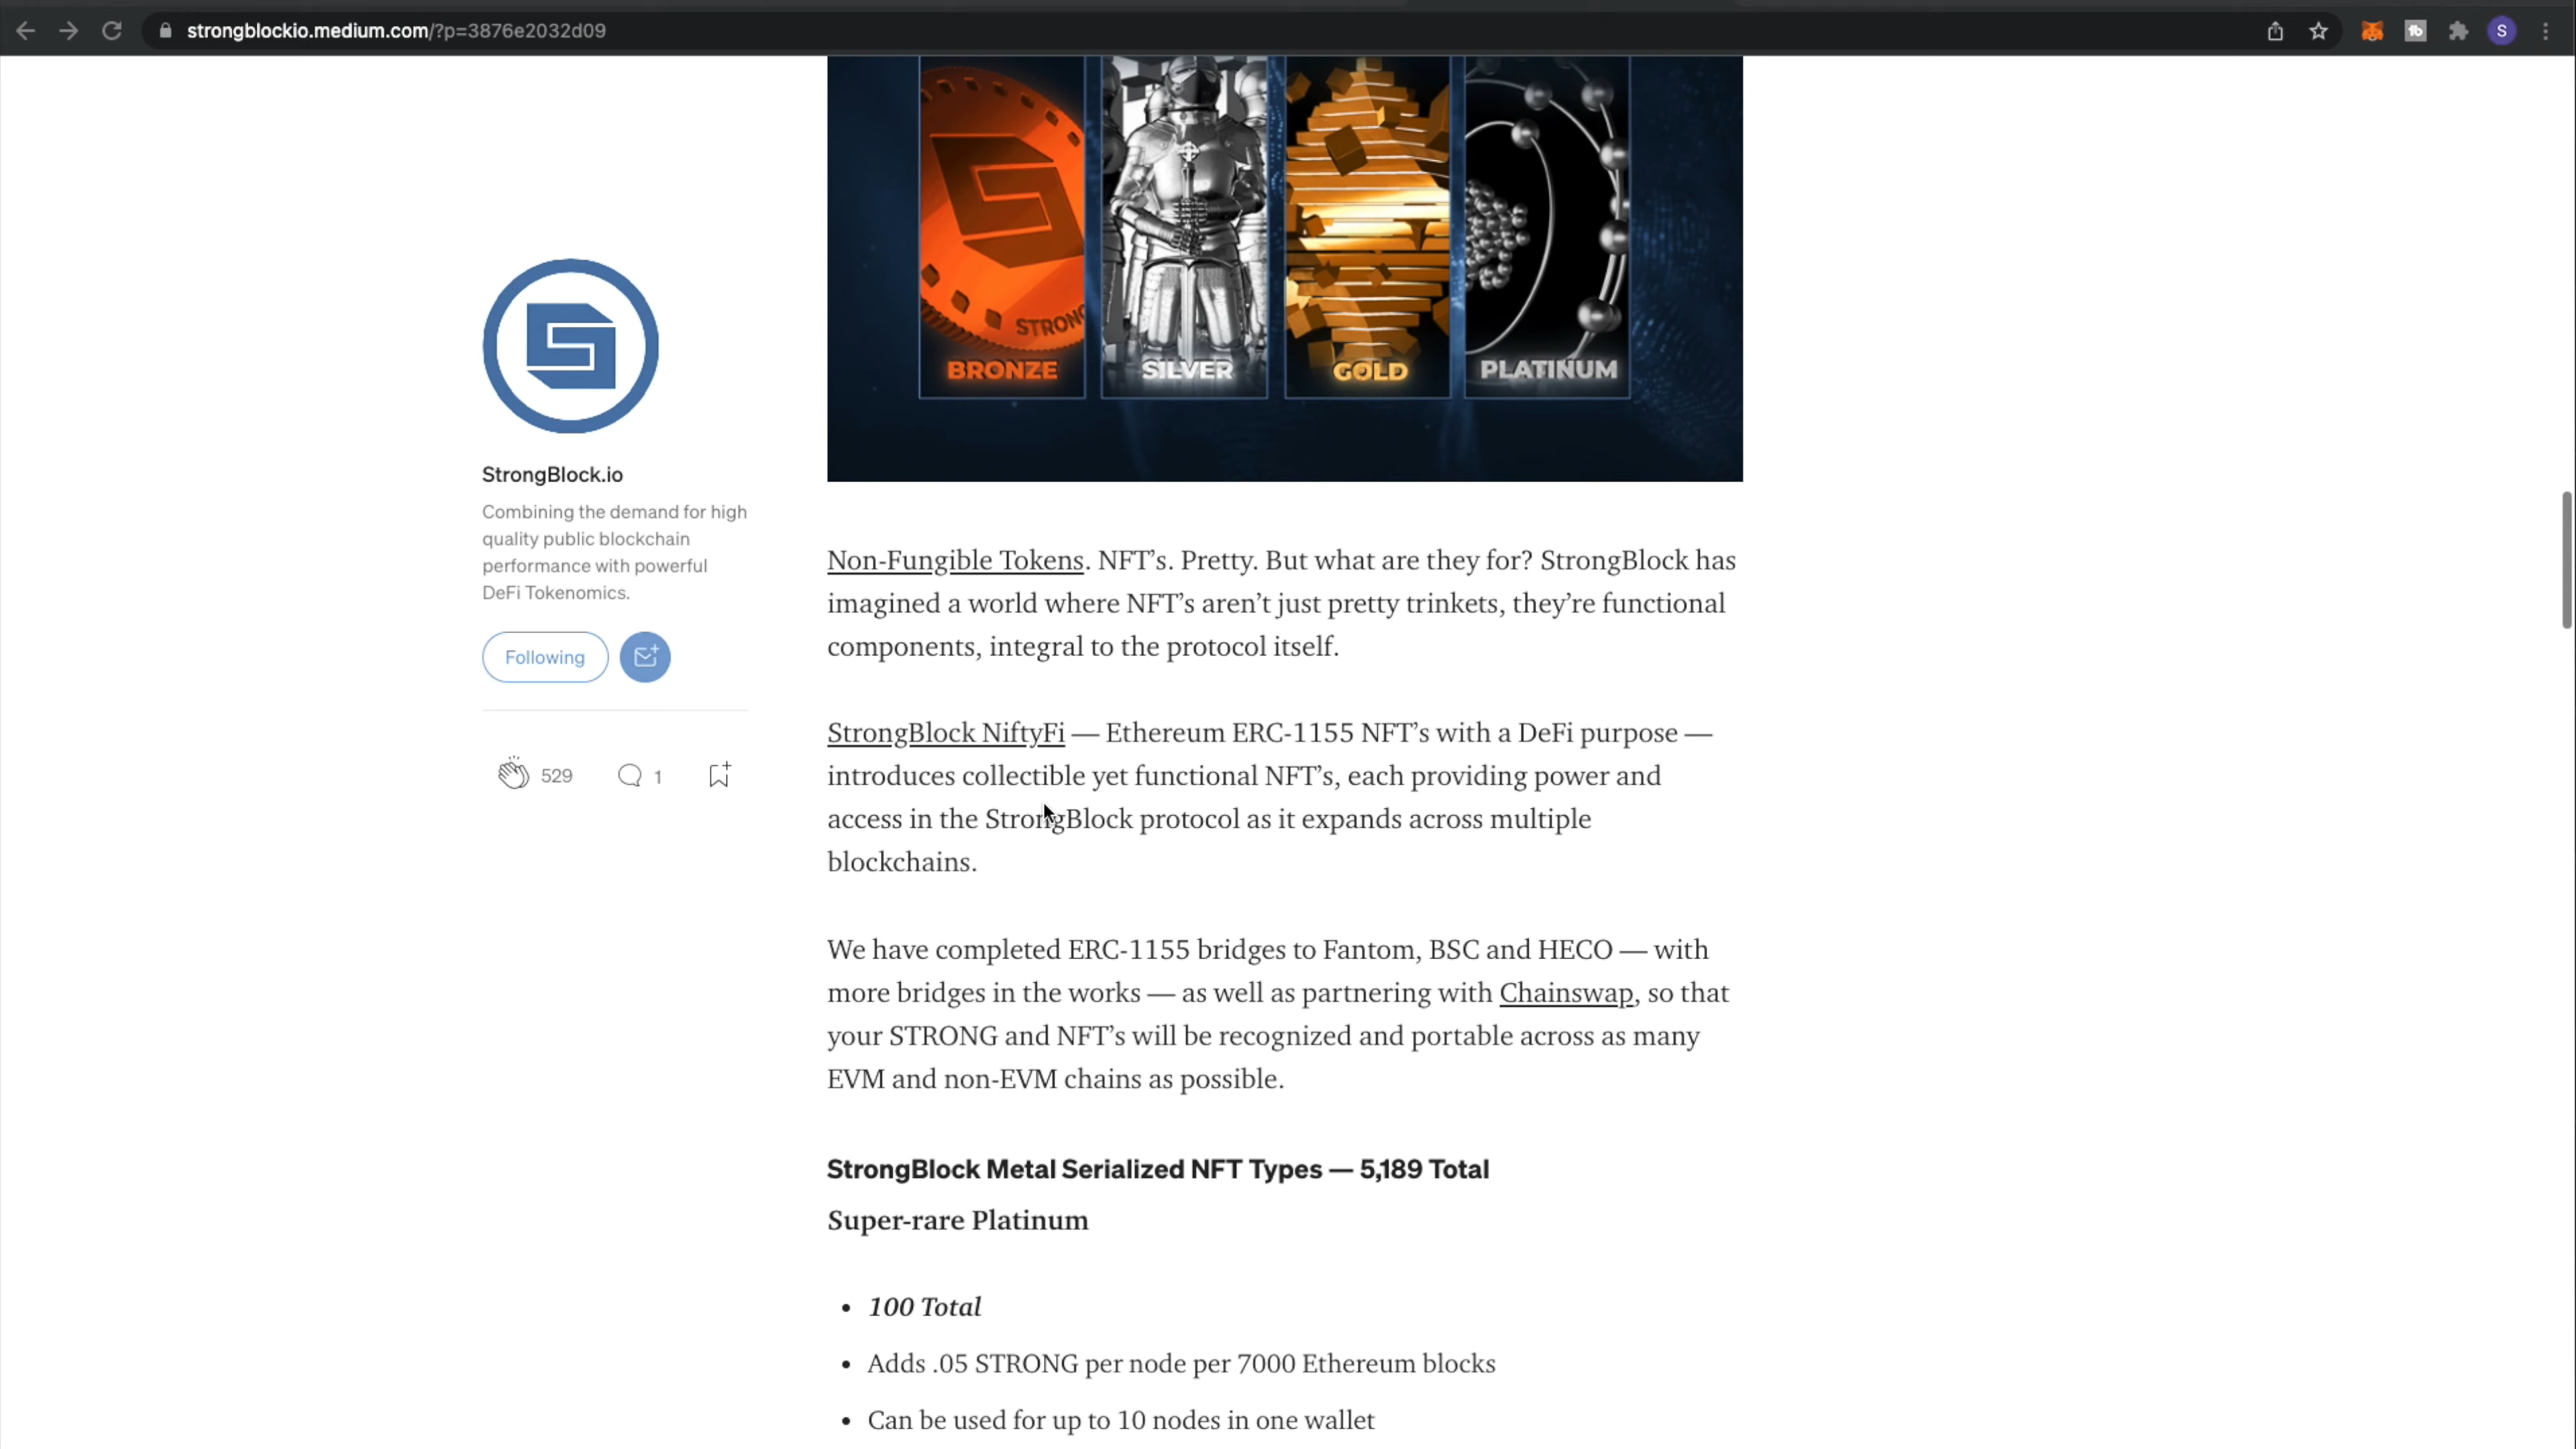 strongblockio.medium.com/?p=3876e2032d09
S
STRONG
BRONZE
SILVER
GOLD
PLATINUM
StrongBlock.io
Combining the demand for high
quality public blockchain
performance with powerful
DeFi Tokenomics.
Following
529
1
Non-Fungible Tokens. NFT’s. Pretty. But what are they for? StrongBlock has
imagined a world where NFT’s aren’t just pretty trinkets, they’re functional
components, integral to the protocol itself.
StrongBlock NiftyFi — Ethereum ERC-1155 NFT’s with a DeFi purpose —
introduces collectible yet functional NFT’s, each providing power and
access in the StrongBlock protocol as it expands across multiple
blockchains.
We have completed ERC-1155 bridges to Fantom, BSC and HECO — with
more bridges in the works — as well as partnering with Chainswap, so that
your STRONG and NFT’s will be recognized and portable across as many
EVM and non-EVM chains as possible.
StrongBlock Metal Serialized NFT Types — 5,189 Total
Super-rare Platinum
• 100 Total
• Adds .05 STRONG per node per 7000 Ethereum blocks
• Can be used for up to 10 nodes in one wallet